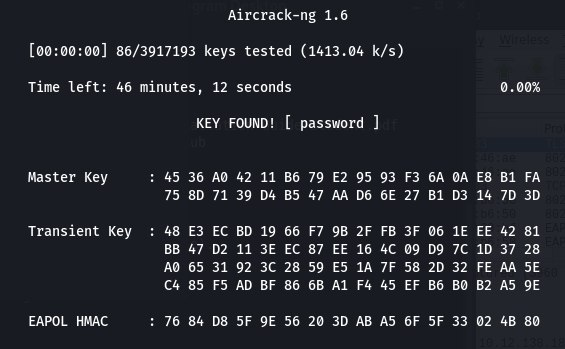 Aircrack-ng 1.6
[00:00:00] 86/3917193 keys tested (1413.04 k/s)
Time left: 46 minutes, 12 seconds 0.00%
KEY FOUND! [ password ]
Master Key : 45 36 A0 42 11 B6 79 E2 95 93 F3 6A 0A E8 B1 FA
75 8D 71 39 D4 B5 47 AA D6 6E 27 B1 D3 14 7D 3D
Transient Key : 48 E3 EC BD 19 66 F7 9B 2F FB 3F 06 1E EE 42 81
BB 47 D2 11 3E EC 87 EE 16 4C 09 D9 7C 1D 37 28
A0 65 31 92 3C 28 59 E5 1A 7F 58 2D 32 FE AA 5E
C4 85 F5 AD BF 86 6B A1 F4 45 EF B6 B0 B2 A5 9E
EAPOL HMAC : 76 84 D8 5F 9E 56 20 3D AB A5 6F 5F 33 02 4B 80
Wireless